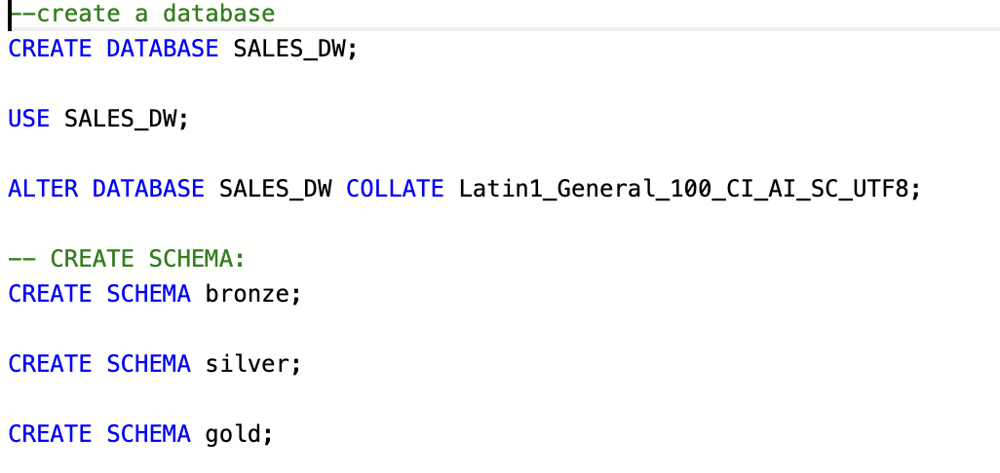 --create a database
CREATE DATABASE SALES_DW;
USE SALES_DW;
ALTER DATABASE SALES_DW COLLATE Latin1_General_100_CI_AI_SC_UTF8;
-- CREATE SCHEMA:
CREATE SCHEMA bronze;
CREATE SCHEMA silver;
CREATE SCHEMA gold;